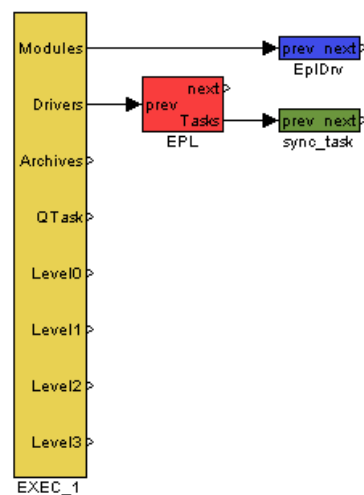 Modules
prev next
EplDrv
Drivers
prev
next
Tasks
EPL
prev next
sync_task
Archives
QTask
Level0
Level1
Level2
Level3
EXEC_1